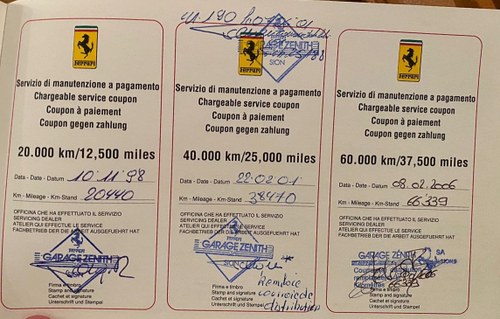 Ferrari
Servizio di manutenzione a pagamento
Chargeable service coupon
Coupon à paiement
Coupon gegen zahlung
20.000 km/12,500 miles
Data - Date - Datum 10.11.98
Km - Mileage - Km-Stand 20440
OFFICINA CHE HA EFFETTUATO IL SERVIZIO
SERVICING DEALER
ATELIER QUI EFFECTUE LE SERVICE
FACHBETRIEB DER DIE ARBEIT AUSGEFUEHRT HAT
Ferrari
GARAGE ZENITH
Firma e timbro
Stamp and signature
Cachet et signature
Unterschrift und Stempel
GARAGE ZENITH
SION
Servizio di manutenzione a pagamento
Chargeable service coupon
Coupon à paiement
Coupon gegen zahlung
40.000 km/25,000 miles
Data - Date - Datum 22.02.01
Km - Mileage - Km-Stand 38410
OFFICINA CHE HA EFFETTUATO IL SERVIZIO
SERVICING DEALER
ATELIER QUI EFFECTUE LE SERVICE
FACHBETRIEB DER DIE ARBEIT AUSGEFUEHRT HAT
GARAGE ZENITH
Firma e timbro
Stamp and signature
Cachet et signature
Unterschrift und Stempel
courroie de
distribution
Ferrari
Servizio di manutenzione a pagamento
Chargeable service coupon
Coupon à paiement
Coupon gegen zahlung
60.000 km/37,500 miles
Data - Date - Datum 08.02.2006
Km - Mileage - Km-Stand 66339
OFFICINA CHE HA EFFETTUATO IL SERVIZIO
SERVICING DEALER
ATELIER QUI EFFECTUE LE SERVICE
FACHBETRIEB DER DIE ARBEIT AUSGEFUEHRT HAT
GARAGE ZENITH SA
Firma e timbro
Stamp and signature
Cachet et signature
Unterschrift und Stempel